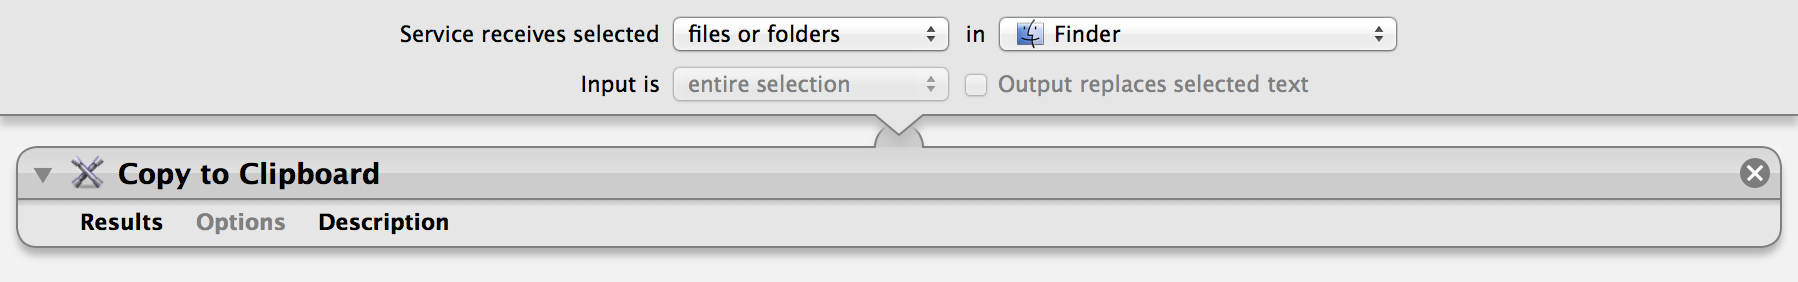 Service receives selected files or folders in Finder
Input is entire selection Output replaces selected text
Copy to Clipboard
Results Options Description